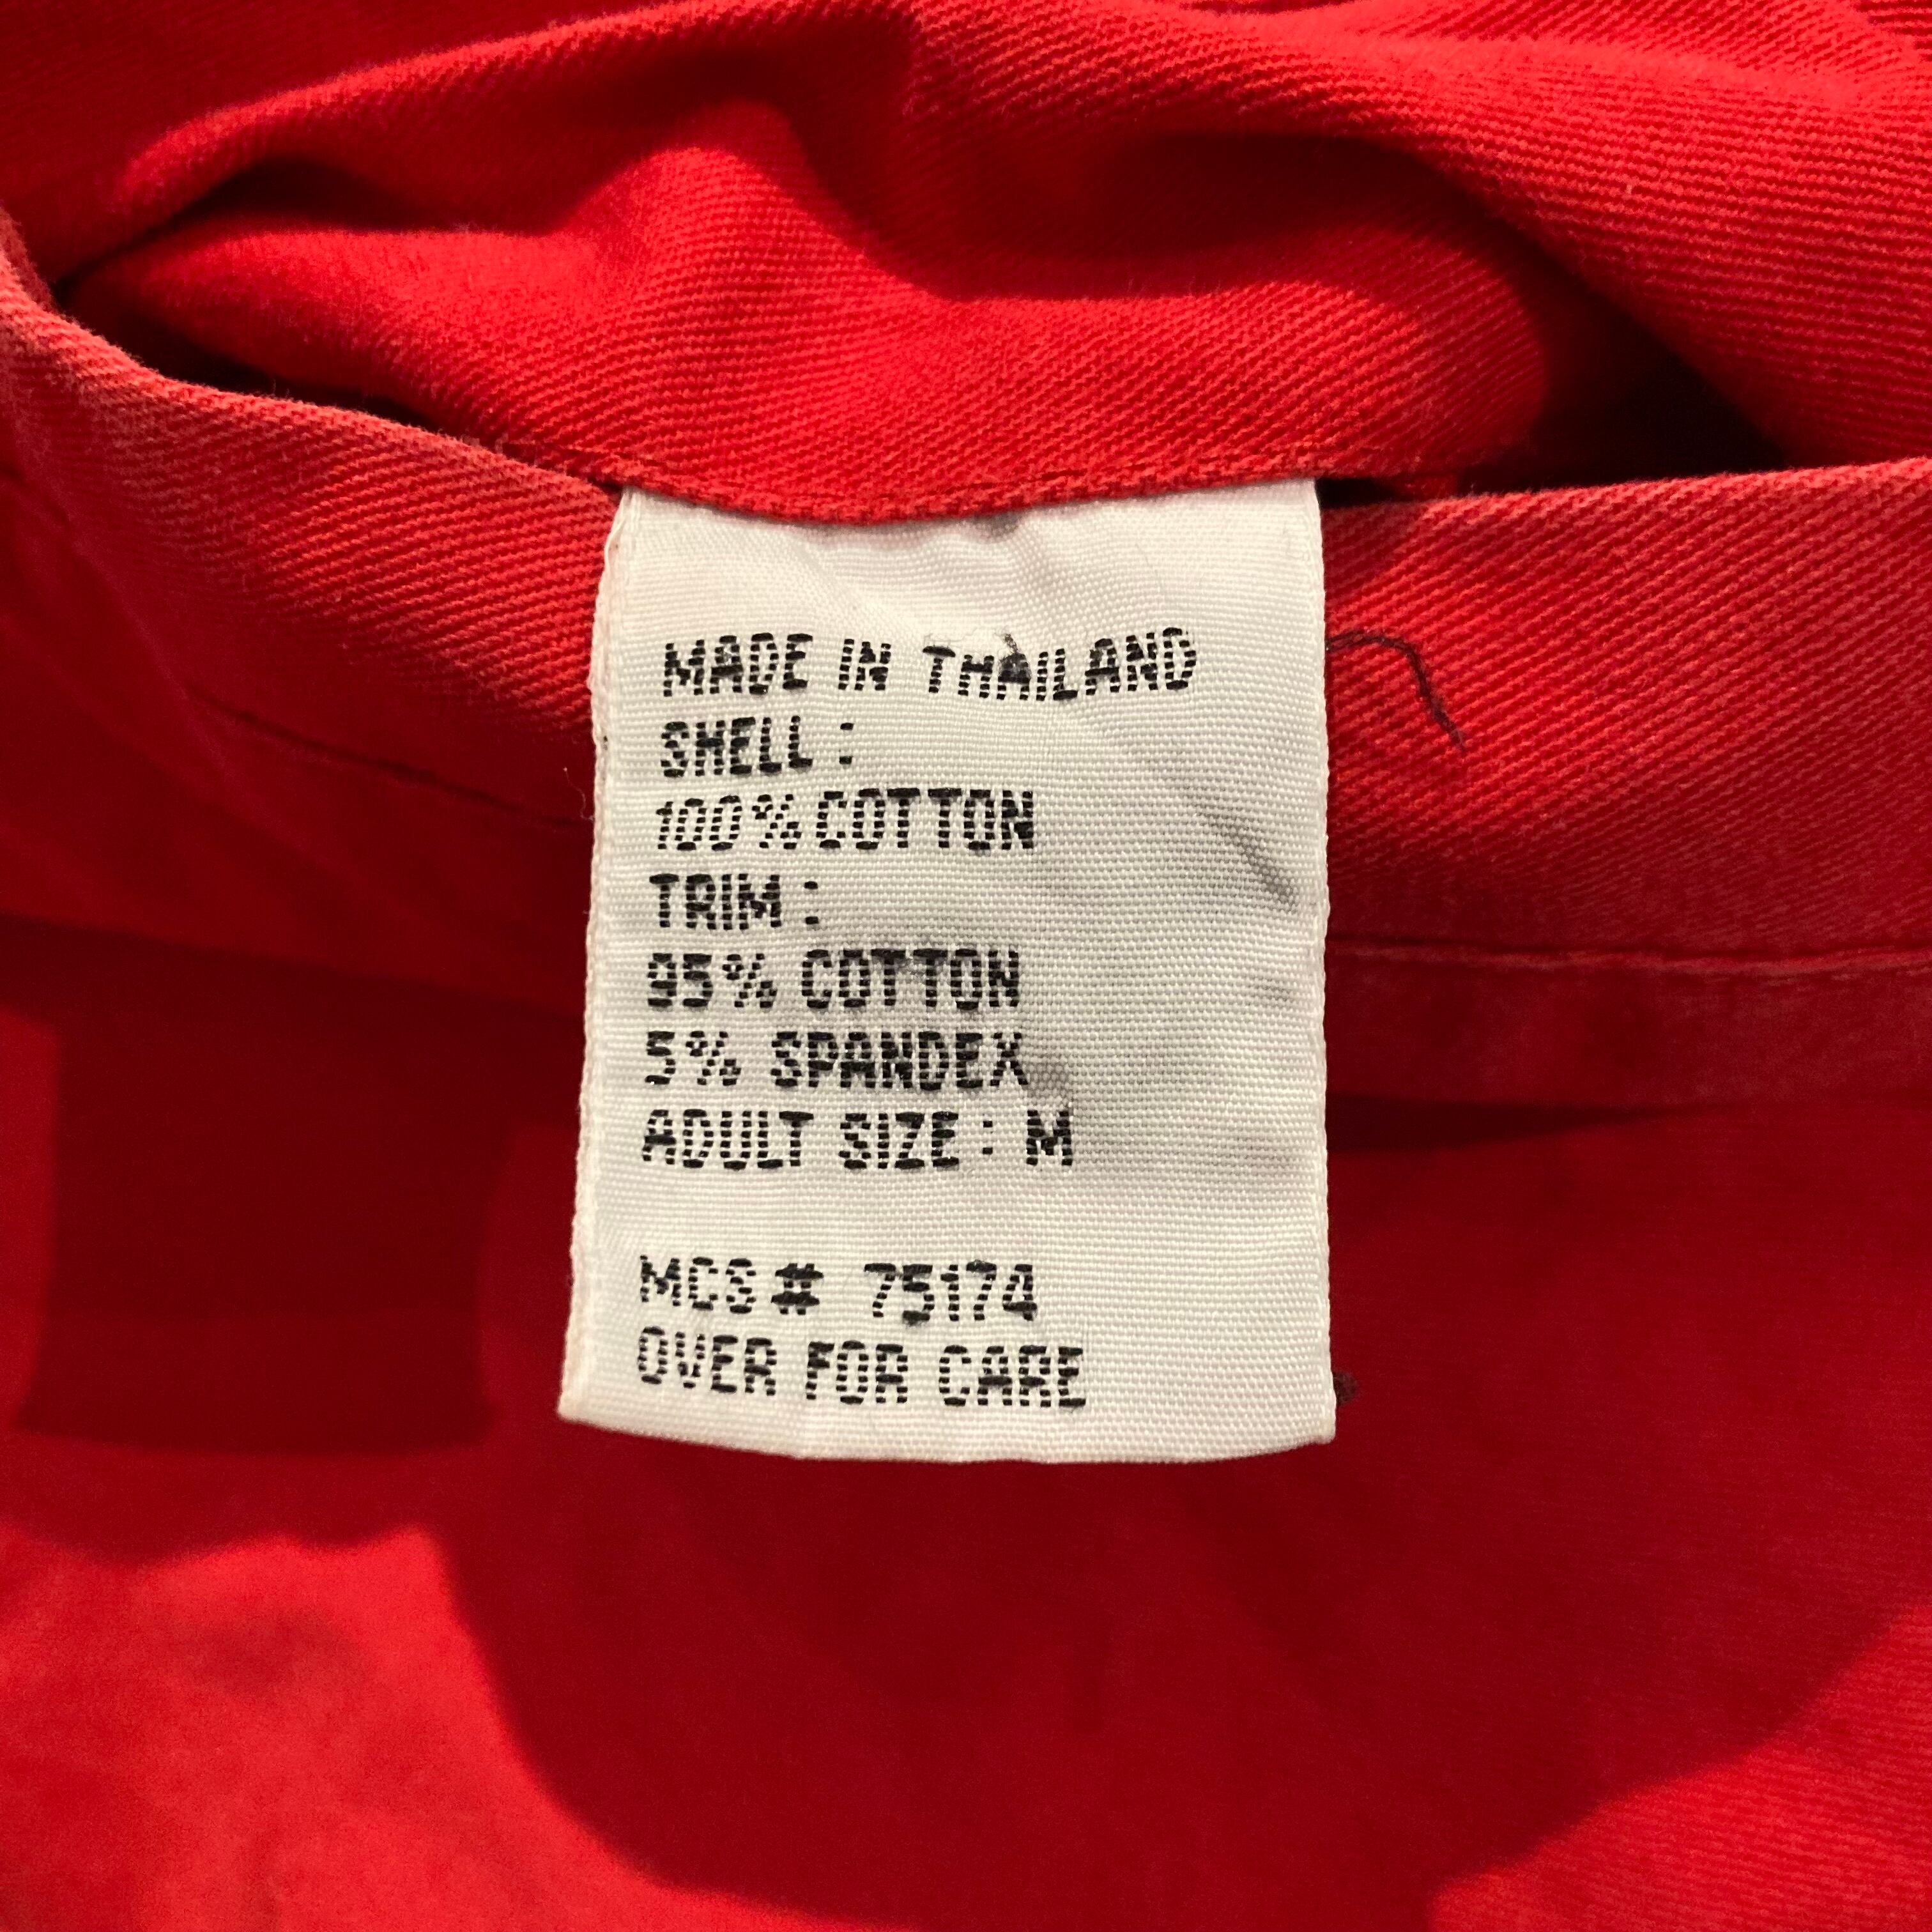 MADE IN THAILAND
SHELL :
100% COTTON
TRIM :
95% COTTON
5% SPANDEX
ADULT SIZE : M
MCS # 75174
OVER FOR CARE